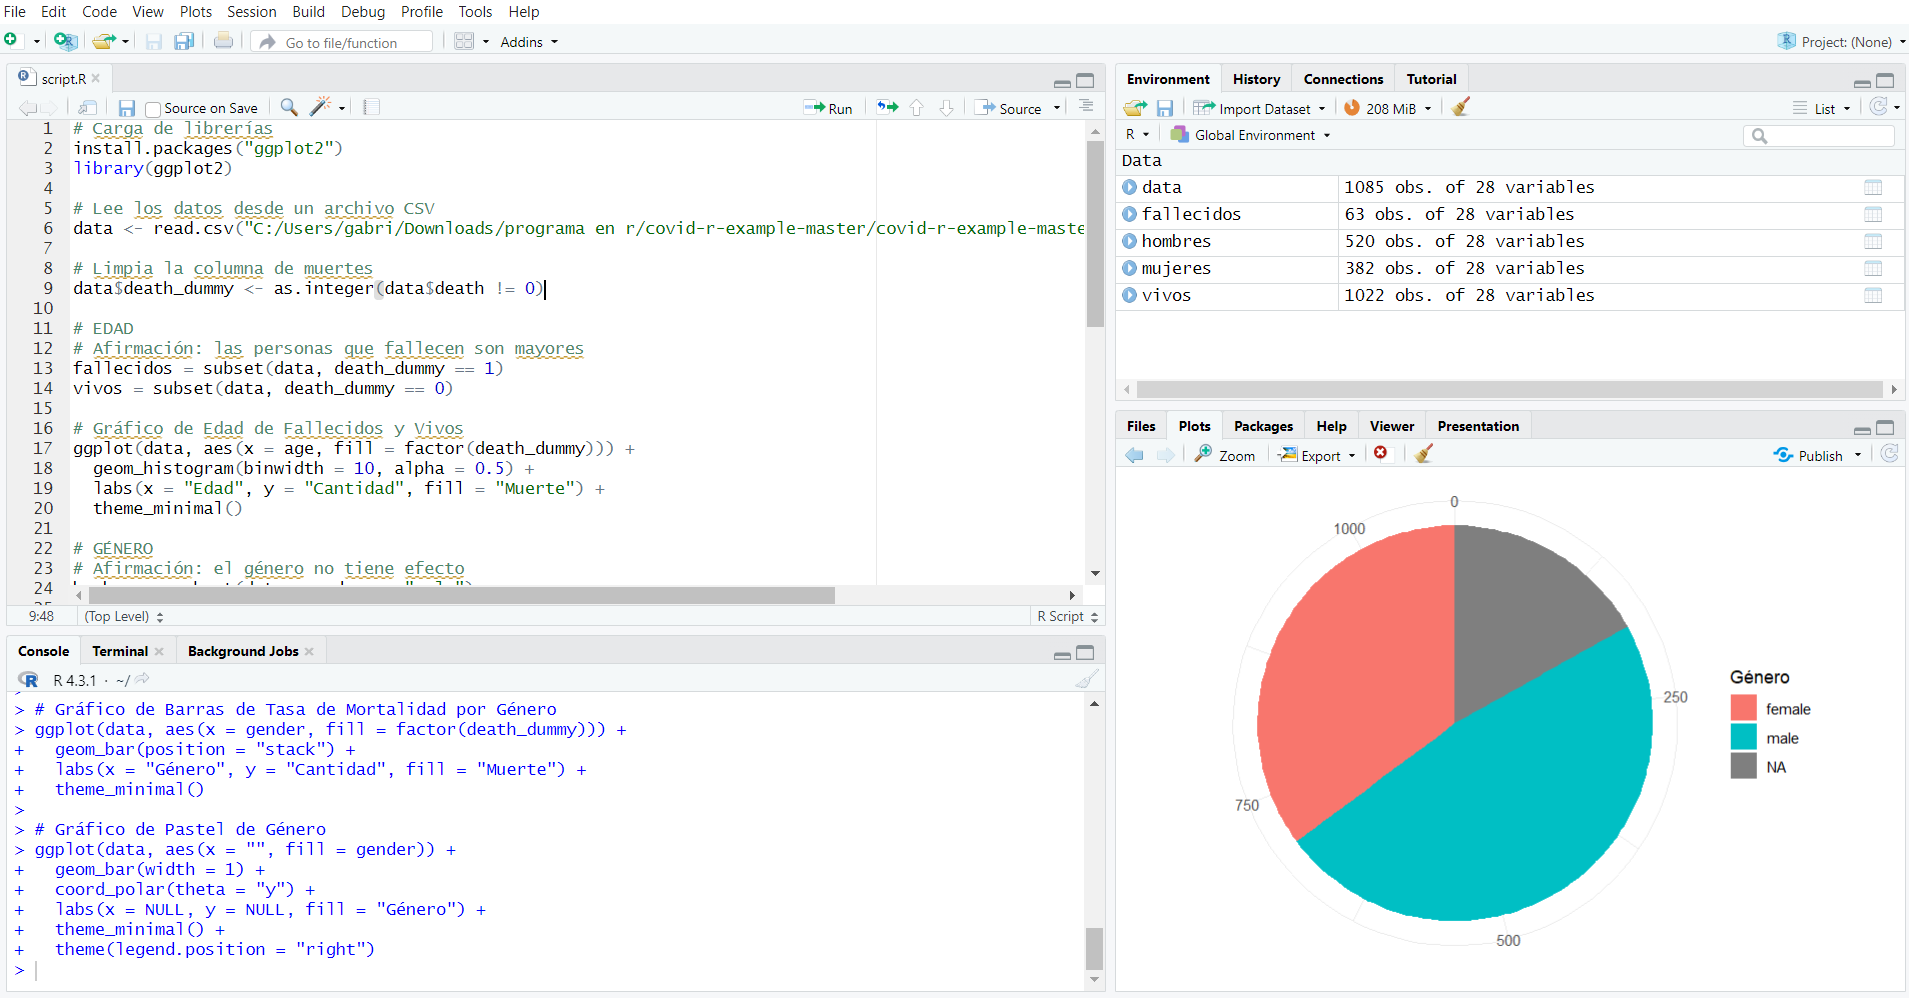 File Edit Code View Plots Session Build Debug Profile Tools Help
Go to file/function Addins Project: (None)
script.R
Source on Save Run Source
1 # Carga de librerías
2 install.packages("ggplot2")
3 library(ggplot2)
4
5 # Lee los datos desde un archivo CSV
6 data <- read.csv("C:/Users/gabri/Downloads/programa en r/covid-r-example-master/covid-r-example-maste
7
8 # Limpia la columna de muertes
9 data$death_dummy <- as.integer(data$death != 0)
10
11 # EDAD
12 # Afirmación: las personas que fallecen son mayores
13 fallecidos = subset(data, death_dummy == 1)
14 vivos = subset(data, death_dummy == 0)
15
16 # Gráfico de Edad de Fallecidos y Vivos
17 ggplot(data, aes(x = age, fill = factor(death_dummy))) +
18 geom_histogram(binwidth = 10, alpha = 0.5) +
19 labs(x = "Edad", y = "Cantidad", fill = "Muerte") +
20 theme_minimal()
21
22 # GÉNERO
23 # Afirmación: el género no tiene efecto
24
9:48 (Top Level) R Script
Console Terminal Background Jobs
R 4.3.1 · ~/
> # Gráfico de Barras de Tasa de Mortalidad por Género
> ggplot(data, aes(x = gender, fill = factor(death_dummy))) +
+ geom_bar(position = "stack") +
+ labs(x = "Género", y = "Cantidad", fill = "Muerte") +
+ theme_minimal()
>
> # Gráfico de Pastel de Género
> ggplot(data, aes(x = "", fill = gender)) +
+ geom_bar(width = 1) +
+ coord_polar(theta = "y") +
+ labs(x = NULL, y = NULL, fill = "Género") +
+ theme_minimal() +
+ theme(legend.position = "right")
>
Environment History Connections Tutorial
Import Dataset 208 MiB List
R Global Environment
Data
data 1085 obs. of 28 variables
fallecidos 63 obs. of 28 variables
hombres 520 obs. of 28 variables
mujeres 382 obs. of 28 variables
vivos 1022 obs. of 28 variables
Files Plots Packages Help Viewer Presentation
Zoom Export Publish
0
1000
250
750
500
Género
female
male
NA